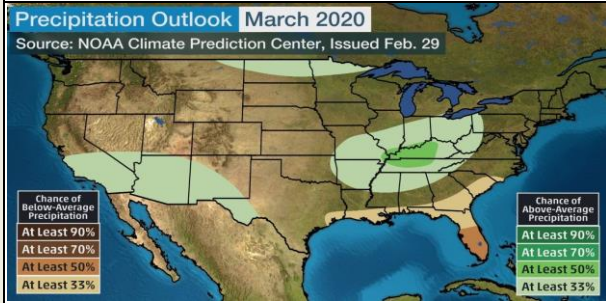 Precipitation Outlook March 2020
Source: NOAA Climate Prediction Center, Issued Feb. 29
Chance of
Below-Average
Precipitation
At Least 90%
At Least 70%
At Least 50%
At Least 33%
Chance of
Above-Average
Precipitation
At Least 90%
At Least 70%
At Least 50%
At Least 33%